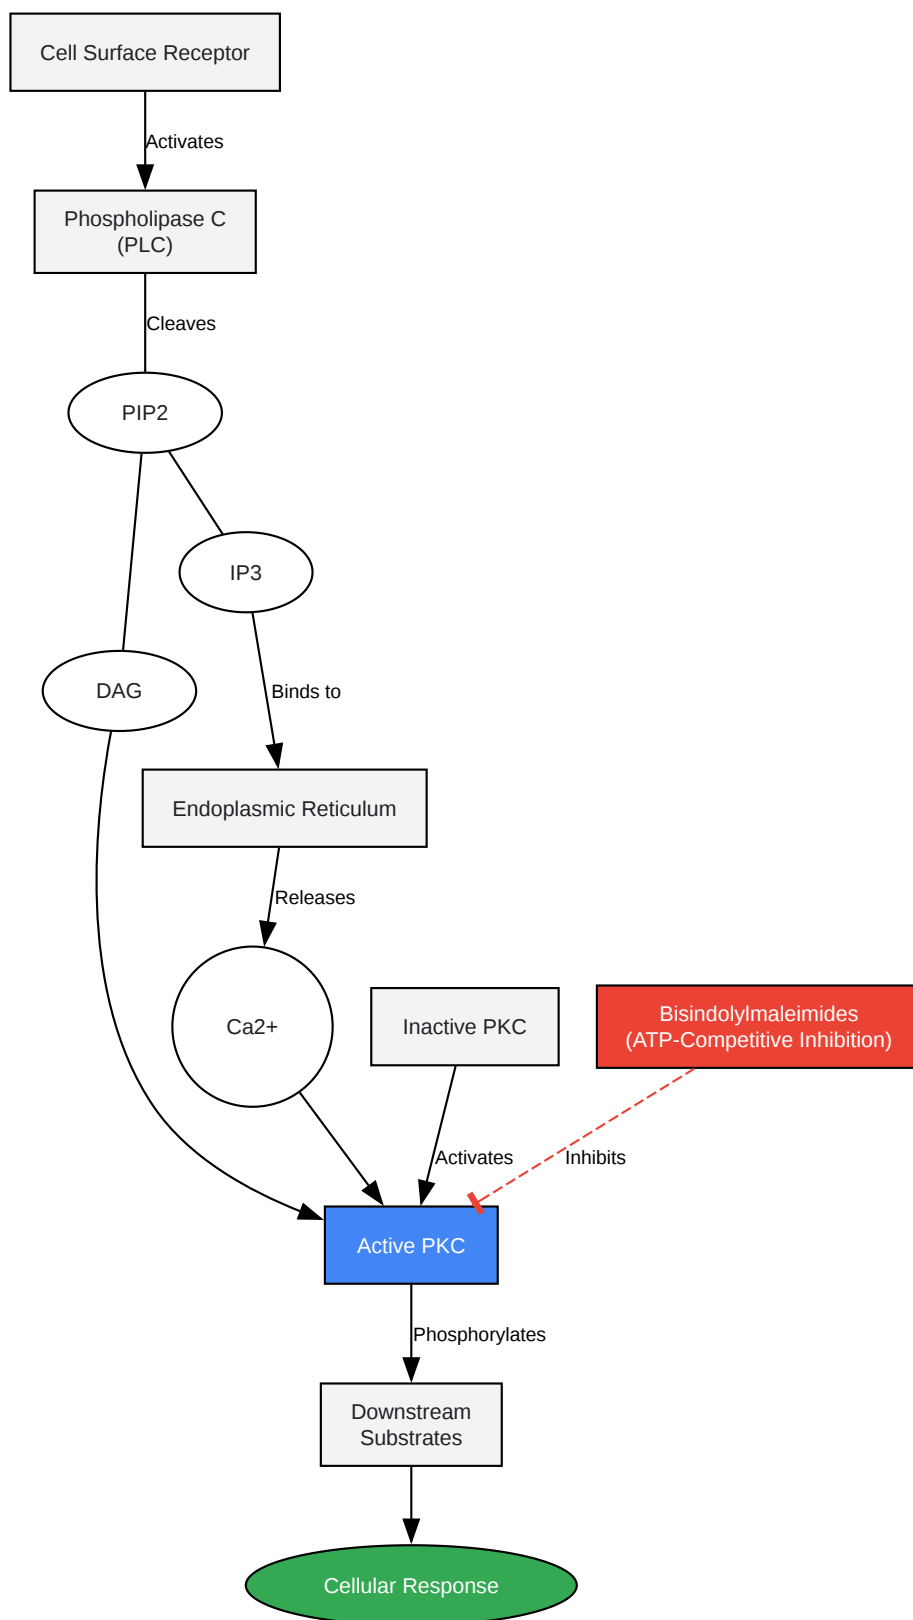 Cell Surface Receptor
Activates
Phospholipase C
(PLC)
Cleaves
PIP2
IP3
DAG
Binds to
Endoplasmic Reticulum
Releases
Ca2+
Inactive PKC
Bisindolylmaleimides
(ATP-Competitive Inhibition)
Activates
Inhibits
Active PKC
Phosphorylates
Downstream
Substrates
Cellular Response